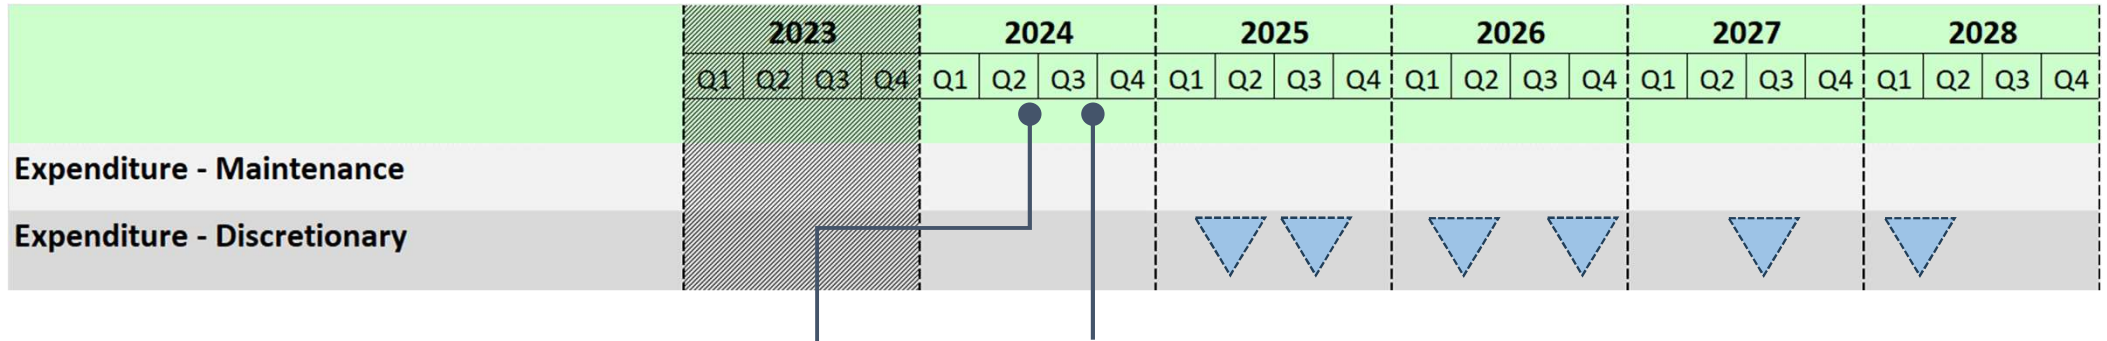 2023 2024 2025 2026 2027 2028
Q1 Q2 Q3 Q4 Q1 Q2 Q3 Q4 Q1 Q2 Q3 Q4 Q1 Q2 Q3 Q4 Q1 Q2 Q3 Q4 Q1 Q2 Q3 Q4
Expenditure - Maintenance
Expenditure - Discretionary